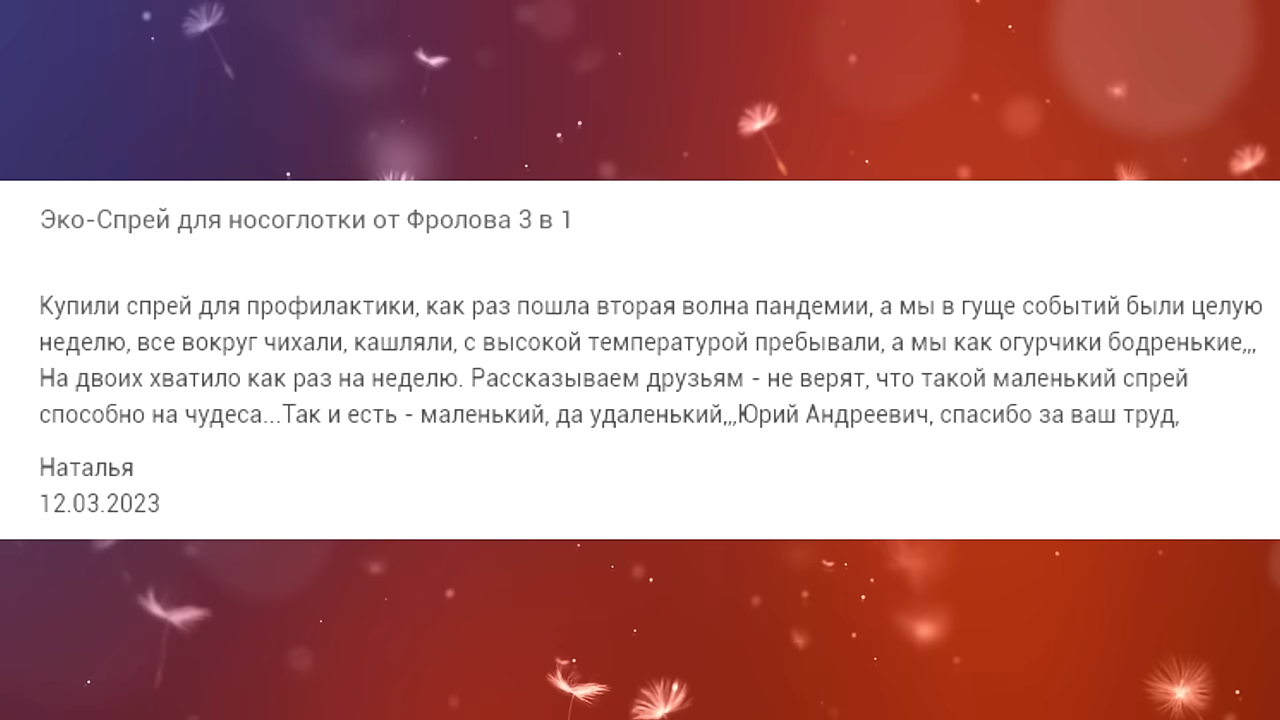 Эко-Спрей для носоглотки от Фролова 3 в 1
Купили спрей для профилактики, как раз пошла вторая волна пандемии, а мы в гуще событий были целую
неделю, все вокруг чихали, кашляли, с высокой температурой пребывали, а мы как огурчики бодренькие,,,
На двоих хватило как раз на неделю. Рассказываем друзьям - не верят, что такой маленький спрей
способно на чудеса...Так и есть - маленький, да удаленький,,,Юрий Андреевич, спасибо за ваш труд,
Наталья
12.03.2023